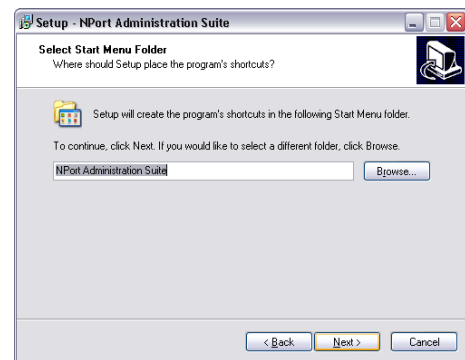 Setup - NPort Administration Suite
Select Start Menu Folder
Where should Setup place the program's shortcuts?
Setup will create the program's shortcuts in the following Start Menu folder.
To continue, click Next. If you would like to select a different folder, click Browse.
NPort Administration Suite
Browse...
< Back
Next >
Cancel